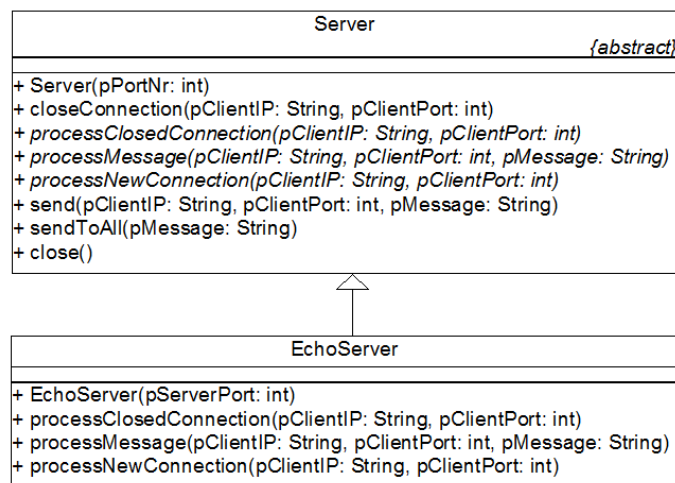 Server
{abstract}
+ Server(pPortNr: int)
+ closeConnection(pClientIP: String, pClientPort: int)
+ processClosedConnection(pClientIP: String, pClientPort: int)
+ processMessage(pClientIP: String, pClientPort: int, pMessage: String)
+ processNewConnection(pClientIP: String, pClientPort: int)
+ send(pClientIP: String, pClientPort: int, pMessage: String)
+ sendToAll(pMessage: String)
+ close()
EchoServer
+ EchoServer(pServerPort: int)
+ processClosedConnection(pClientIP: String, pClientPort: int)
+ processMessage(pClientIP: String, pClientPort: int, pMessage: String)
+ processNewConnection(pClientIP: String, pClientPort: int)